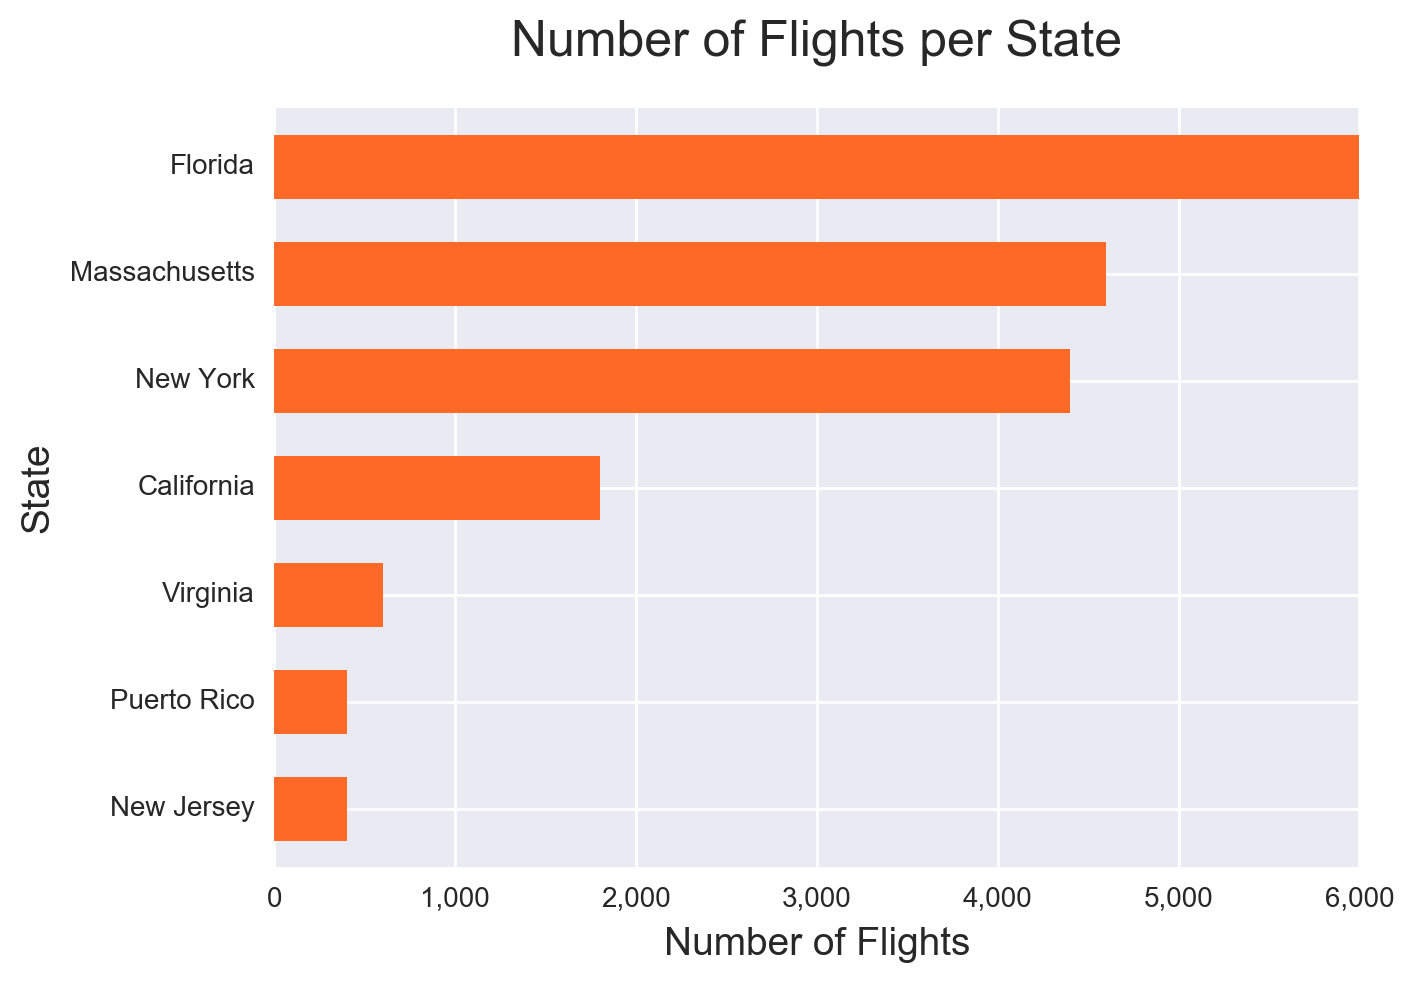 Number of Flights per State
Florida
Massachusetts
New York
California
Virginia
Puerto Rico
New Jersey
State
0 1,000 2,000 3,000 4,000 5,000 6,000
Number of Flights